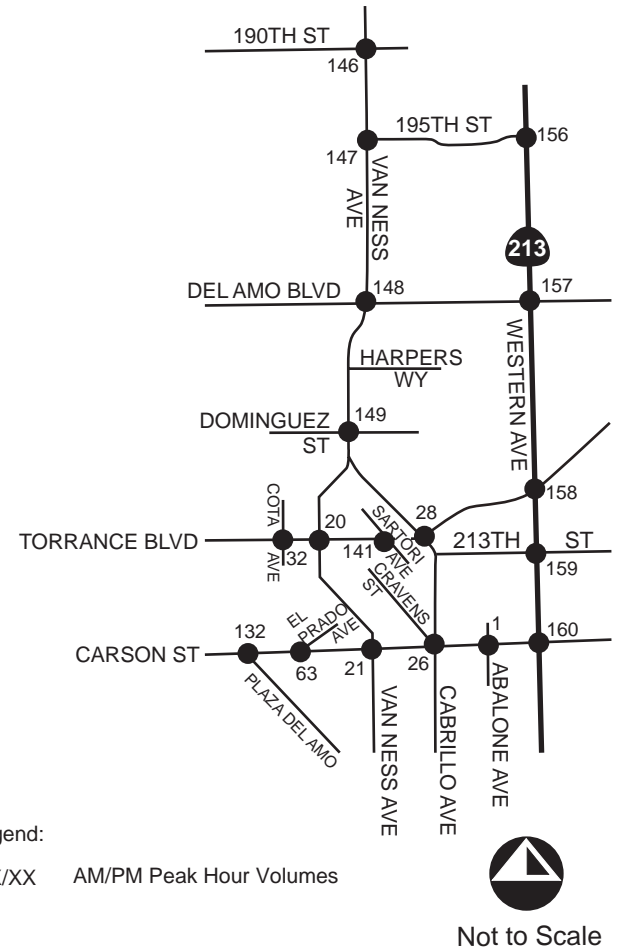 190TH ST
146
195TH ST
156
147
VAN NESS
AVE
213
DEL AMO BLVD
148
157
HARPERS
WY
WESTERN AVE
DOMINGUEZ
ST
149
158
COTA
AVE
20
28
SARTORI
AVE
TORRANCE BLVD
32
141
213TH ST
159
CRAVENS
ST
EL
PRADO
AVE
132
1
160
CARSON ST
63
21
26
PLAZA DEL AMO
VAN NESS AVE
CABRILLO AVE
ABALONE AVE
gend:
/XX AM/PM Peak Hour Volumes
Not to Scale